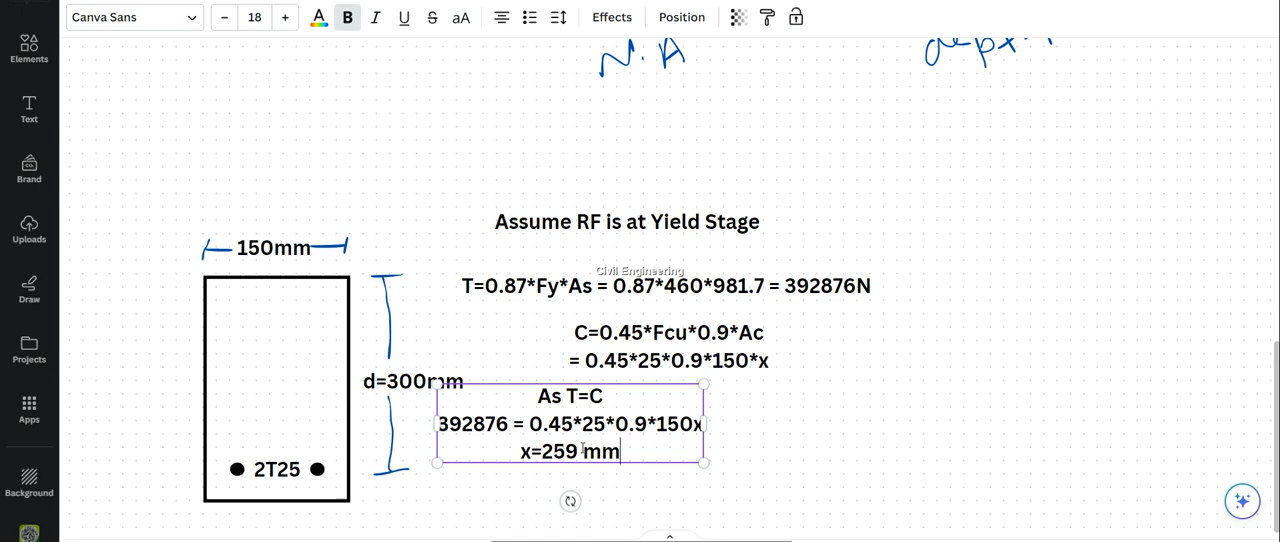 Canva Sans
– 18 +
A B I U S aA
Effects
Position
Elements
Text
Brand
Uploads
Draw
Projects
Apps
Background
N.A
Assume RF is at Yield Stage
150mm
Civil Engineering
T=0.87*Fy*As = 0.87*460*981.7 = 392876N
C=0.45*Fcu*0.9*Ac
= 0.45*25*0.9*150*x
d=300mm
As T=C
392876 = 0.45*25*0.9*150x
x=259 mm
2T25